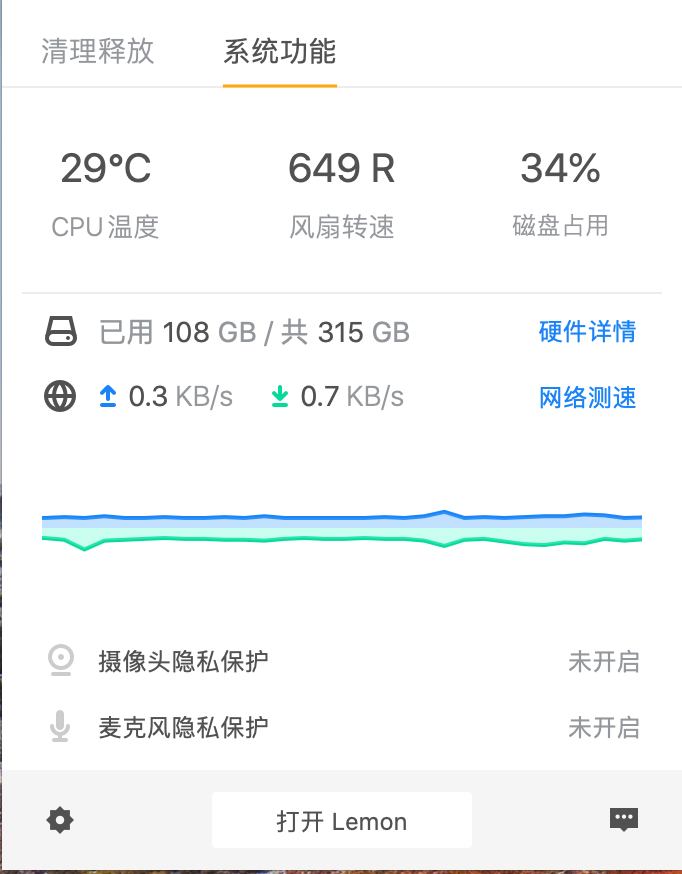 清理释放 系统功能
29°C 649 R 34%
CPU温度 风扇转速 磁盘占用
已用 108 GB / 共 315 GB 硬件详情
0.3 KB/s 0.7 KB/s 网络测速
摄像头隐私保护 未开启
麦克风隐私保护 未开启
打开 Lemon